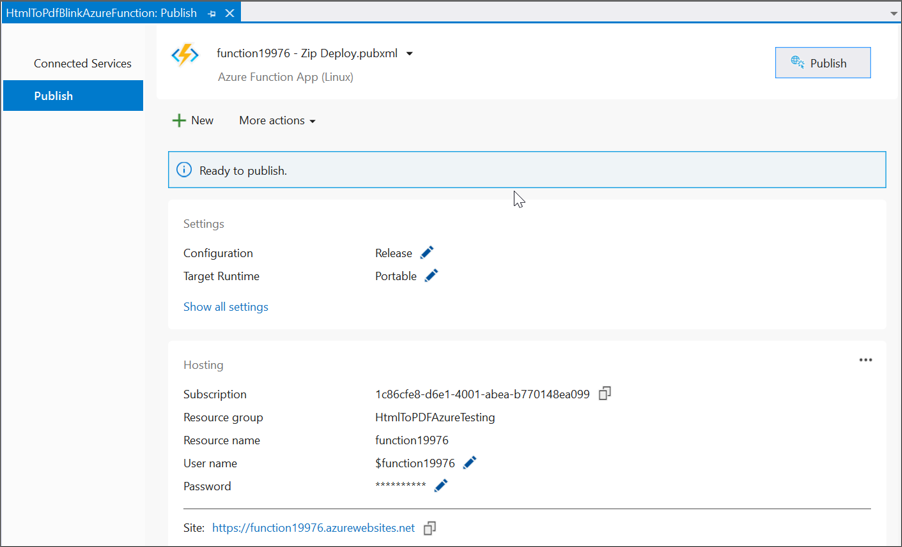 HtmlToPdfBlinkAzureFunction: Publish
Connected Services
Publish
function19976 - Zip Deploy.pubxml
Azure Function App (Linux)
Publish
New
More actions
Ready to publish.
Settings
Configuration Release
Target Runtime Portable
Show all settings
Hosting
Subscription 1c86cfe8-d6e1-4001-abea-b770148ea099
Resource group HtmlToPDFAzureTesting
Resource name function19976
User name $function19976
Password **********
Site: https://function19976.azurewebsites.net